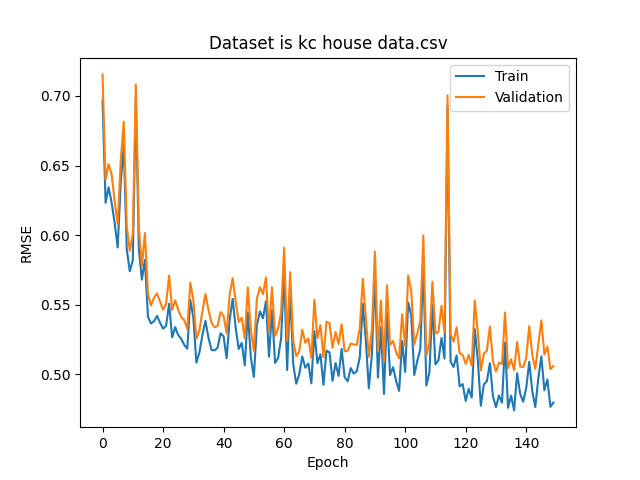 Dataset is kc house data.csv
Train
Validation
RMSE
0.70
0.65
0.60
0.55
0.50
0 20 40 60 80 100 120 140
Epoch